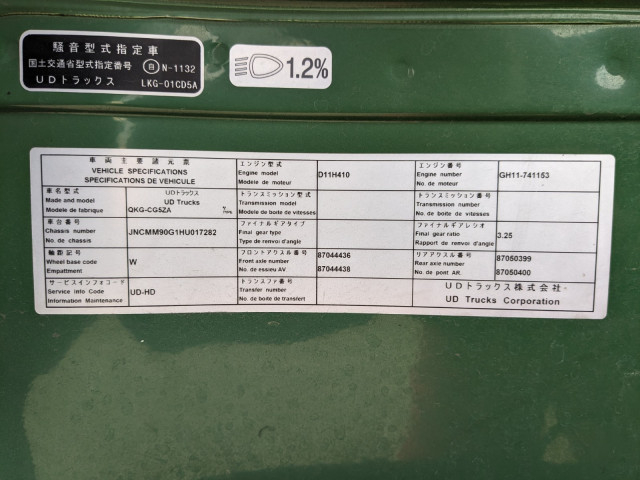 騒音型式指定車
国土交通省型式指定番号 自 N-1132
UDトラックス LKG-01CD5A
1.2%
車両主要諸元票
VEHICLE SPECIFICATIONS
SPECIFICATIONS DE VEHICULE
エンジン型式
Engine model
Modele de moteur
D11H410
エンジン番号
Engine number
No. de moteur
GH11-741153
車名型式
Made and model
Modele de fabrique
UDトラックス
UD Trucks
QKG-CG5ZA
トランスミッション型式
Transmission model
Modele de boite de vitesses
トランスミッション番号
Transmission number
No. de boite de vitesses
車台番号
Chassis number
No. de chassis
JNCMM90G1HU017282
ファイナルギアタイプ
Final gear type
Type de renvoi d'angle
ファイナルギアレシオ
Final gear ratio
Rapport de renvoi d'angle
3.25
軸距記号
Wheel base code
Empattment
W
フロントアクスル番号
Front axle number
No. de essieu AV
87044436
87044438
リアアクスル番号
Rear axle number
No. de pont AR.
87050399
87050400
サービスインフォコード
Service info Code
Information Maintenance
UD-HD
トランスファ番号
Transfer number
No. de boite de transfert
UDトラックス株式会社
UD Trucks Corporation